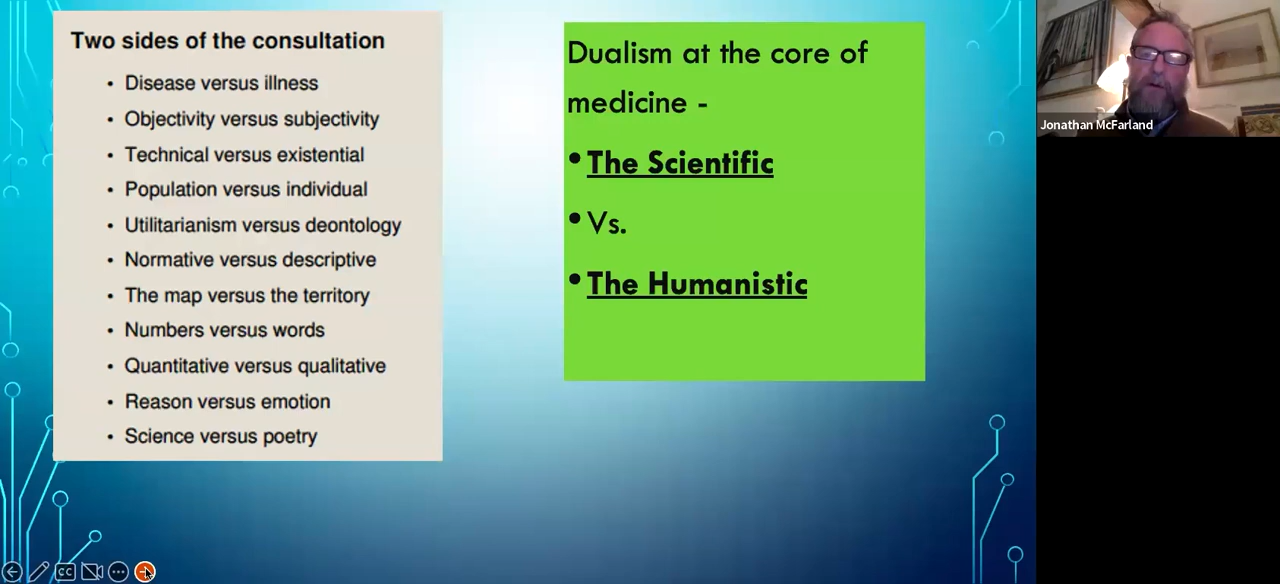 Two sides of the consultation
• Disease versus illness
• Objectivity versus subjectivity
• Technical versus existential
• Population versus individual
• Utilitarianism versus deontology
• Normative versus descriptive
• The map versus the territory
• Numbers versus words
• Quantitative versus qualitative
• Reason versus emotion
• Science versus poetry
Dualism at the core of
medicine -
• The Scientific
• Vs.
• The Humanistic
Jonathan McFarland
CC